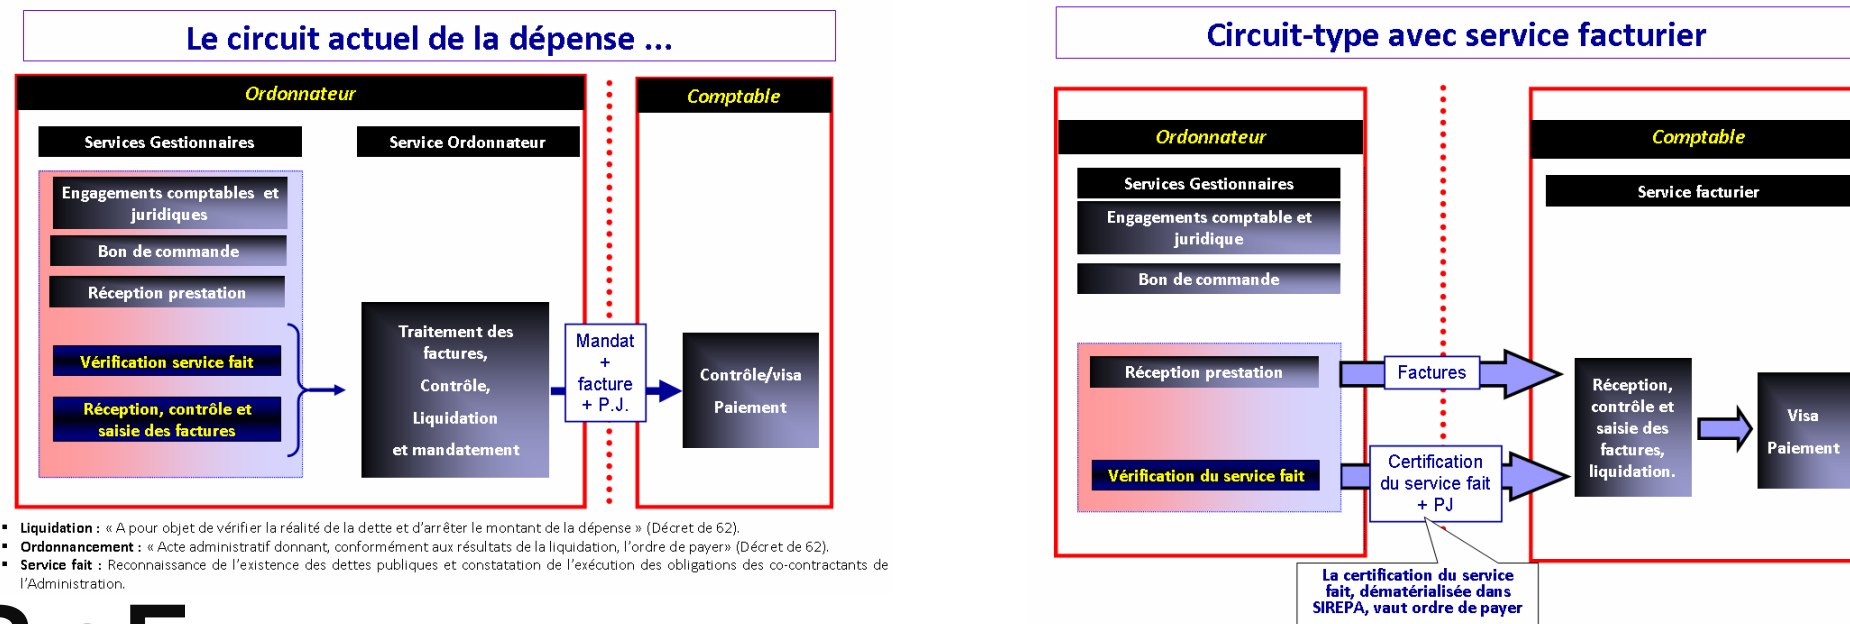 Le circuit actuel de la dépense ...
Ordonnateur
Comptable
Services Gestionnaires
Service Ordonnateur
Engagements comptables et
juridiques
Bon de commande
Réception prestation
Vérification service fait
Réception, contrôle et
saisie des factures
Traitement des
factures,
Contrôle,
Liquidation
et mandatement
Mandat
+
facture
+ P.J.
Contrôle/visa
Paiement
▪ Liquidation : « A pour objet de vérifier la réalité de la dette et d'arrêter le montant de la dépense » (Décret de 62).
▪ Ordonnancement : « Acte administratif donnant, conformément aux résultats de la liquidation, l'ordre de payer» (Décret de 62).
▪ Service fait : Reconnaissance de l'existence des dettes publiques et constatation de l'exécution des obligations des co-contractants de
l'Administration.
Circuit-type avec service facturier
Ordonnateur
Comptable
Services Gestionnaires
Service facturier
Engagements comptable et
juridique
Bon de commande
Réception prestation
Factures
Vérification du service fait
Certification
du service fait
+ PJ
Réception,
contrôle et
saisie des
factures,
liquidation.
Visa
Paiement
La certification du service
fait, dématérialisée dans
SIREPA, vaut ordre de payer